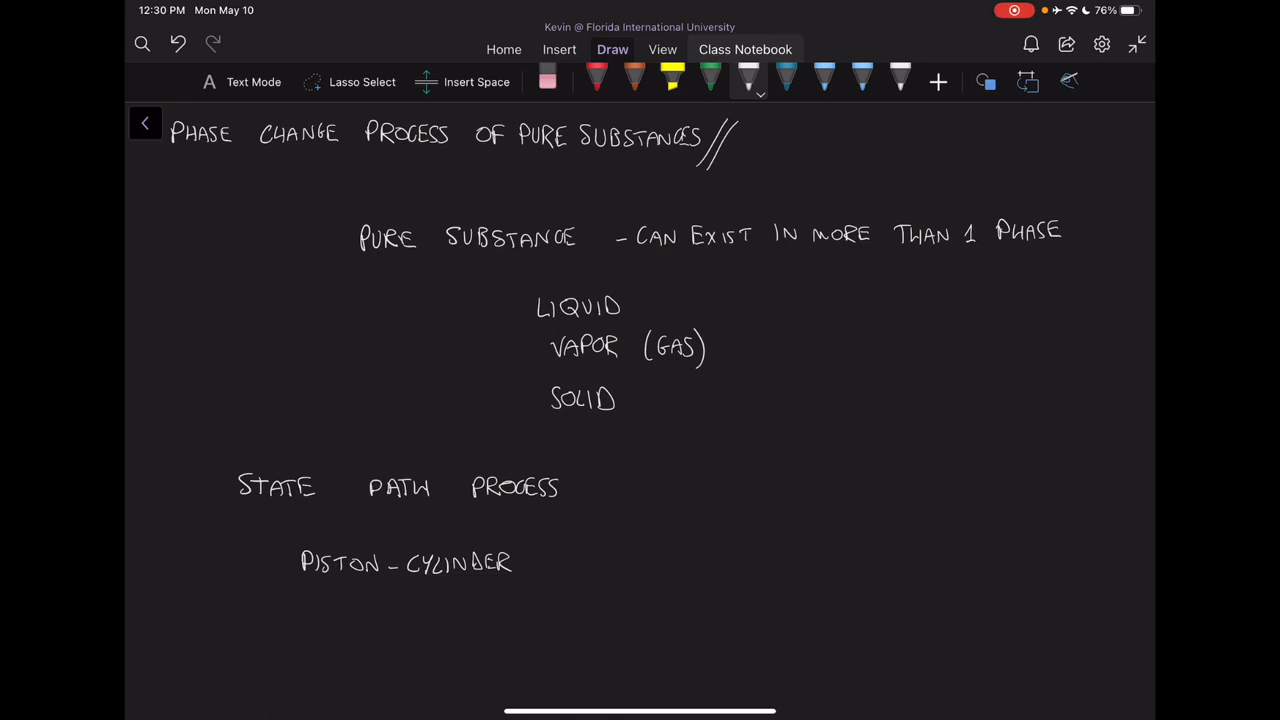 12:30 PM Mon May 10
76%
Kevin @ Florida International University
Home Insert Draw View Class Notebook
Text Mode Lasso Select Insert Space
PHASE CHANGE PROCESS OF PURE SUBSTANCES//
PURE SUBSTANCE - CAN EXIST IN MORE THAN 1 PHASE
LIQUID
VAPOR (GAS)
SOLID
STATE PATH PROCESS
PISTON - CYLINDER